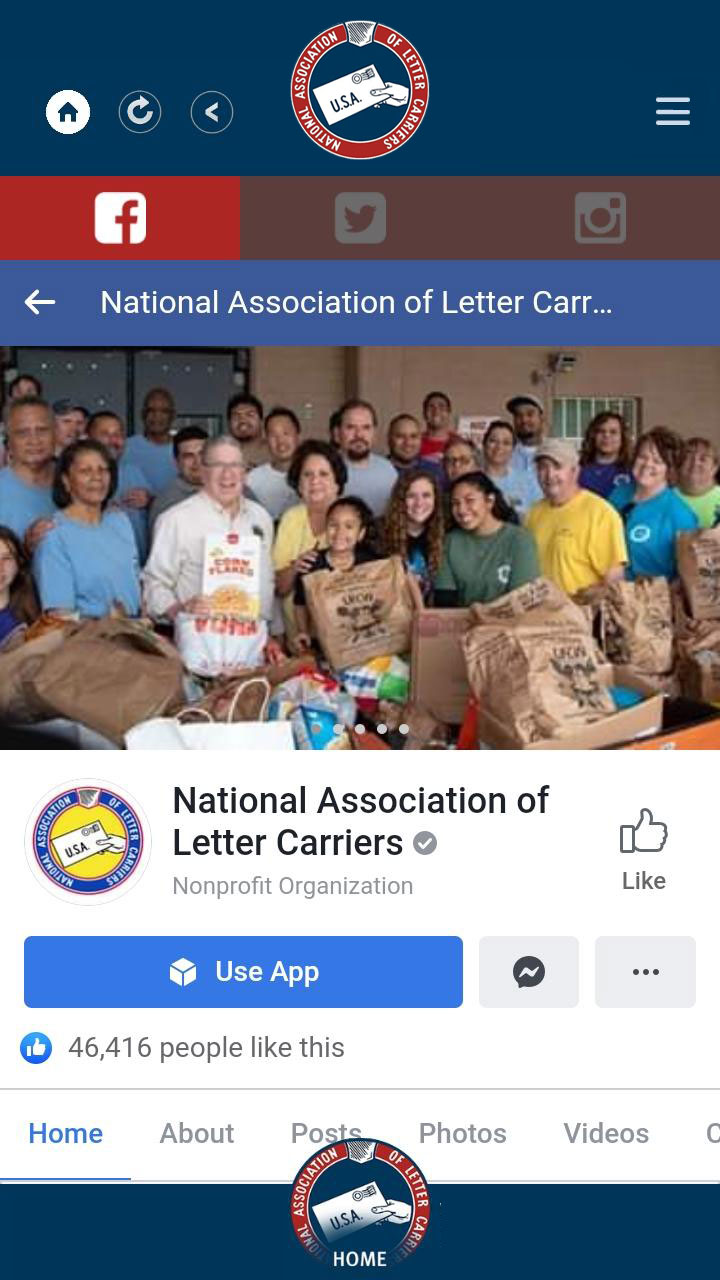 NATIONAL ASSOCIATION OF LETTER CARRIERS
U.S.A.
National Association of Letter Carr...
CORN
FLAKES
National Association of
Letter Carriers
Nonprofit Organization
Like
NATIONAL ASSOCIATION OF LETTER CARRIERS
U.S.A.
Use App
46,416 people like this
Home About Posts Photos Videos C
NATIONAL ASSOCIATION OF LETTER CARRIERS
U.S.A.
HOME